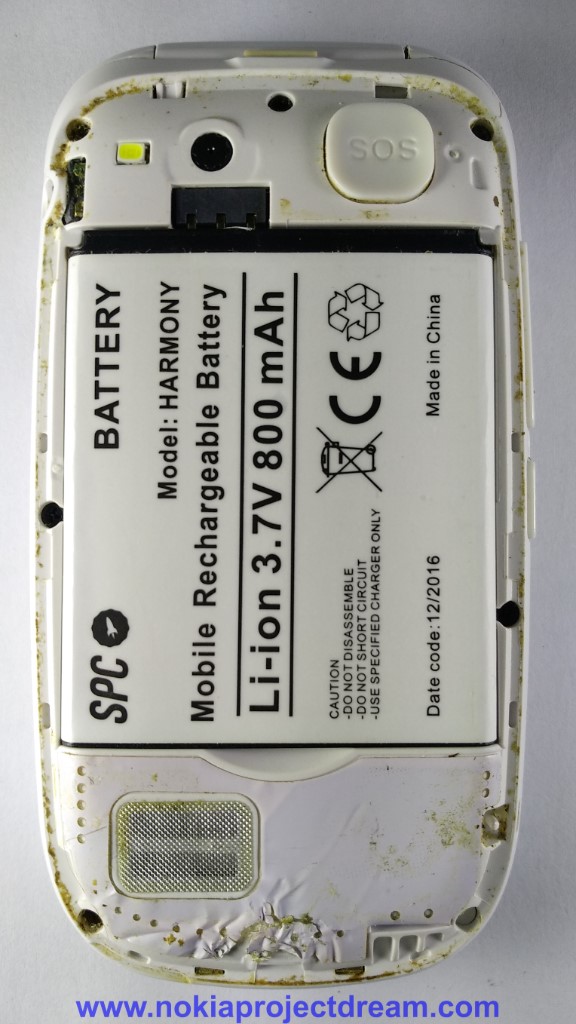 SOS
SPC
BATTERY
Model: HARMONY
Mobile Rechargeable Battery
Li-ion 3.7V 800 mAh
CAUTION
-DO NOT DISASSEMBLE
-DO NOT SHORT CIRCUIT
-USE SPECIFIED CHARGER ONLY
CE
Date code:12/2016
Made in China
www.nokiaprojectdream.com